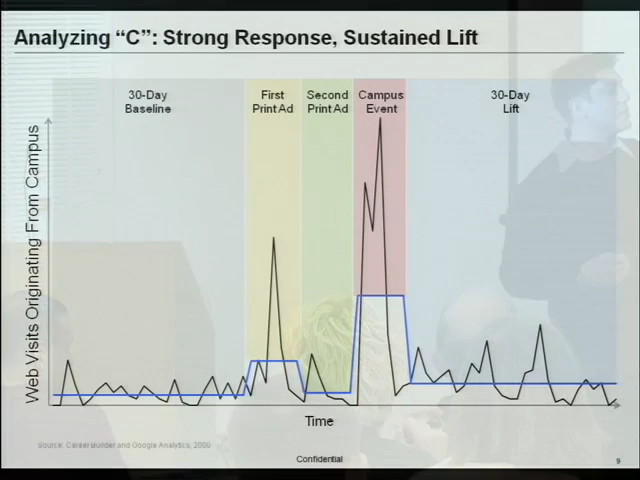 Analyzing “C”: Strong Response, Sustained Lift
30-Day
Baseline
First
Print Ad
Second
Print Ad
Campus
Event
30-Day
Lift
Web Visits Originating From Campus
Time
Source: CareerBuilder and Google Analytics, 2009
Confidential
9